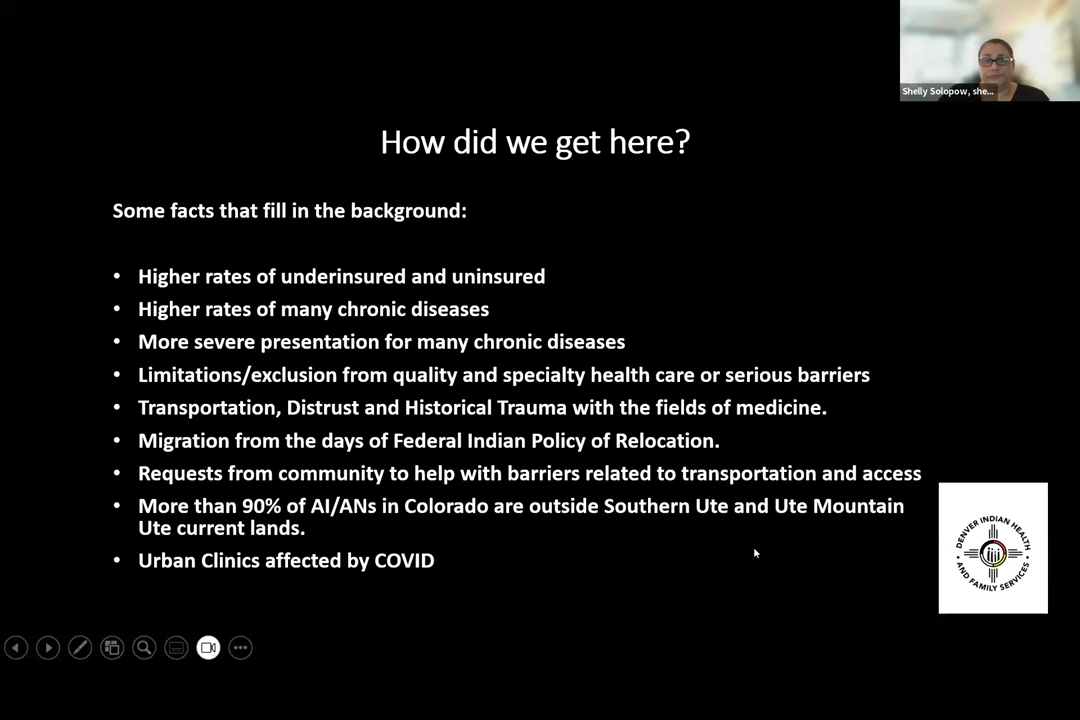 Shelly Solopow, she...
How did we get here?
Some facts that fill in the background:
• Higher rates of underinsured and uninsured
• Higher rates of many chronic diseases
• More severe presentation for many chronic diseases
• Limitations/exclusion from quality and specialty health care or serious barriers
• Transportation, Distrust and Historical Trauma with the fields of medicine.
• Migration from the days of Federal Indian Policy of Relocation.
• Requests from community to help with barriers related to transportation and access
• More than 90% of AI/ANs in Colorado are outside Southern Ute and Ute Mountain
Ute current lands.
• Urban Clinics affected by COVID
DENVER INDIAN HEALTH
• AND FAMILY SERVICES •